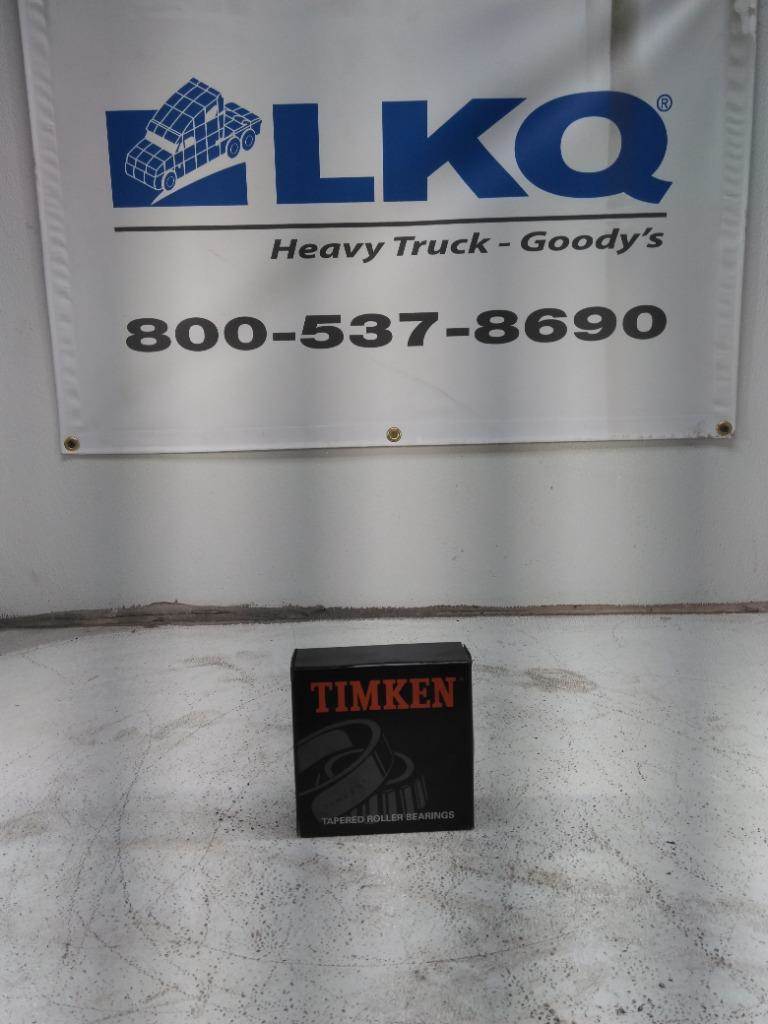 LKQ®
Heavy Truck - Goody's
800-537-8690
TIMKEN
TAPERED ROLLER BEARINGS